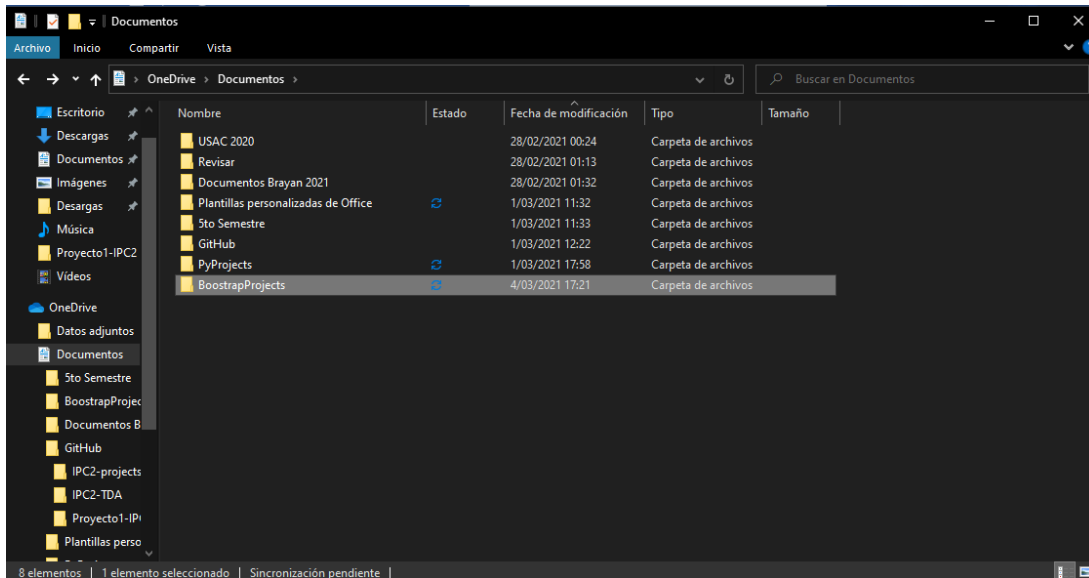 Documentos
Archivo Inicio Compartir Vista
OneDrive Documentos Buscar en Documentos
Escritorio
Descargas
Documentos
Imágenes
Desargas
Música
Proyecto1-IPC2
Vídeos
OneDrive
Datos adjuntos
Documentos
5to Semestre
BoostrapProjec
Documentos B
GitHub
IPC2-projects
IPC2-TDA
Proyecto1-IP
Plantillas perso
Nombre Estado Fecha de modificación Tipo Tamaño
USAC 2020 28/02/2021 00:24 Carpeta de archivos
Revisar 28/02/2021 01:13 Carpeta de archivos
Documentos Brayan 2021 28/02/2021 01:32 Carpeta de archivos
Plantillas personalizadas de Office 1/03/2021 11:32 Carpeta de archivos
5to Semestre 1/03/2021 11:33 Carpeta de archivos
GitHub 1/03/2021 12:22 Carpeta de archivos
PyProjects 1/03/2021 17:58 Carpeta de archivos
BoostrapProjects 4/03/2021 17:21 Carpeta de archivos
8 elementos 1 elemento seleccionado Sincronización pendiente